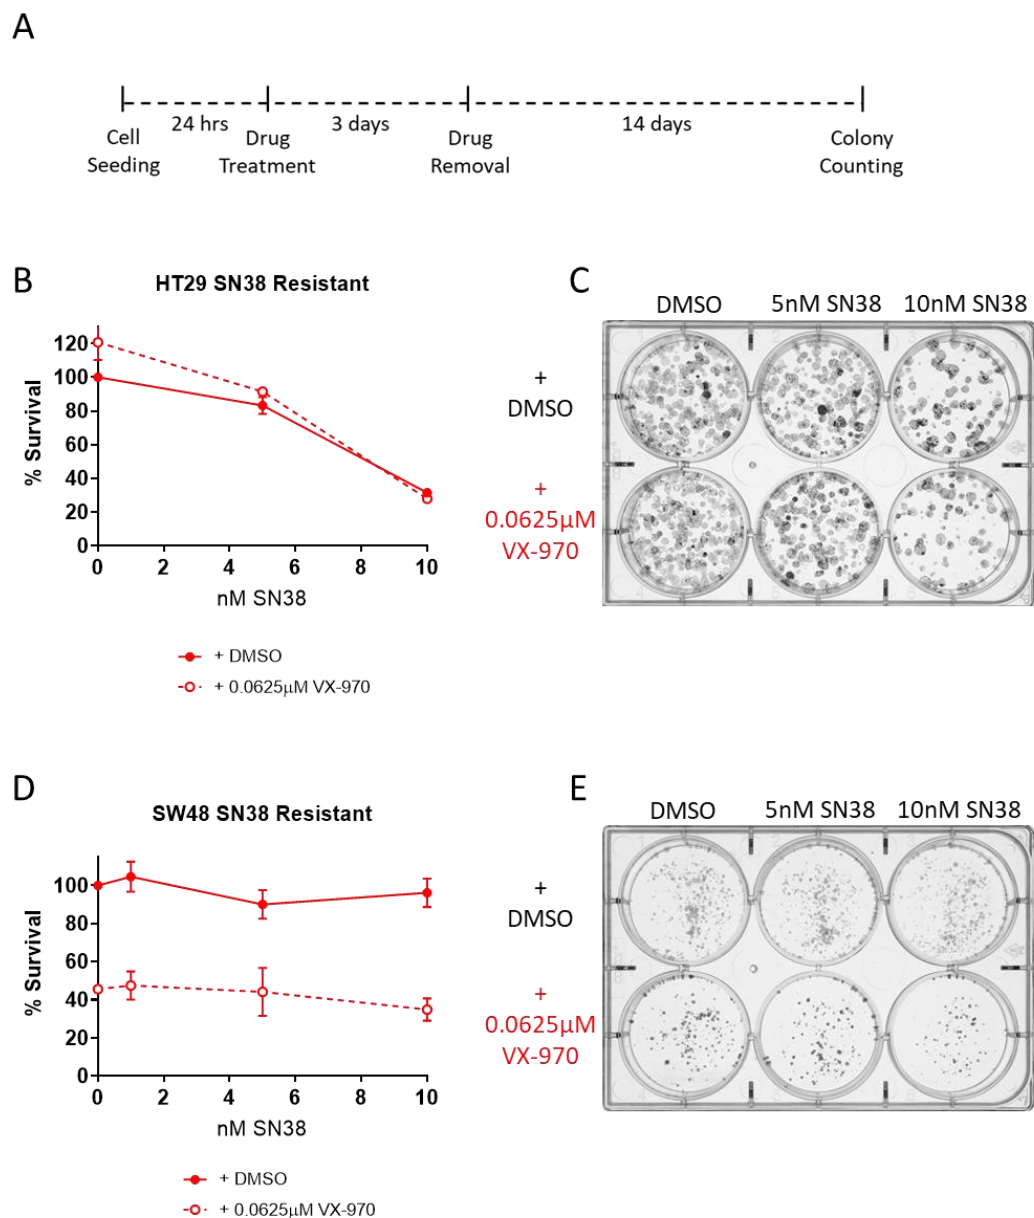 A
24 hrs
3 days
14 days
Cell
Seeding
Drug
Treatment
Drug
Removal
Colony
Counting
B
HT29 SN38 Resistant
% Survival
120
100
80
60
40
20
0
0 2 4 6 8 10
nM SN38
+ DMSO
+ 0.0625µM VX-970
C
DMSO 5nM SN38 10nM SN38
+
DMSO
+
0.0625µM
VX-970
D
SW48 SN38 Resistant
% Survival
100
80
60
40
20
0
0 2 4 6 8 10
nM SN38
+ DMSO
+ 0.0625µM VX-970
E
DMSO 5nM SN38 10nM SN38
+
DMSO
+
0.0625µM
VX-970